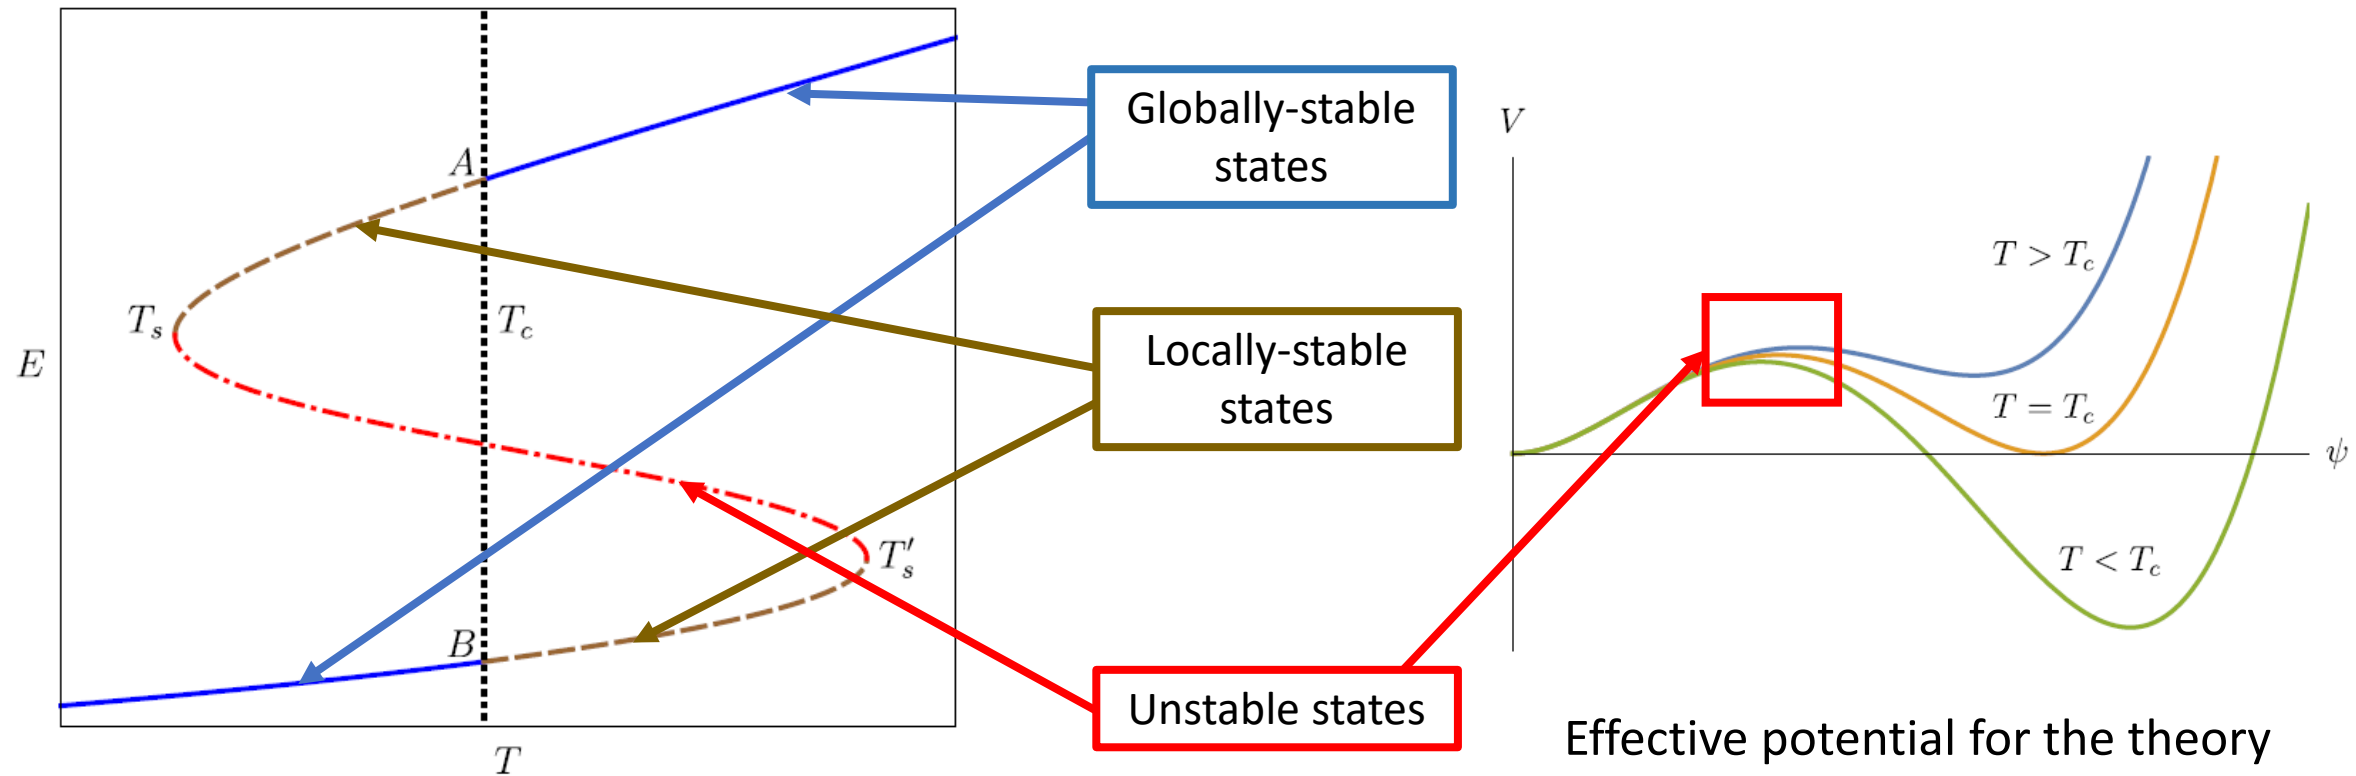 A
T_s
T_c
E
T'_s
B
T
Globally-stable
states
Locally-stable
states
Unstable states
V
T > T_c
T = T_c
ψ
T < T_c
Effective potential for the theory